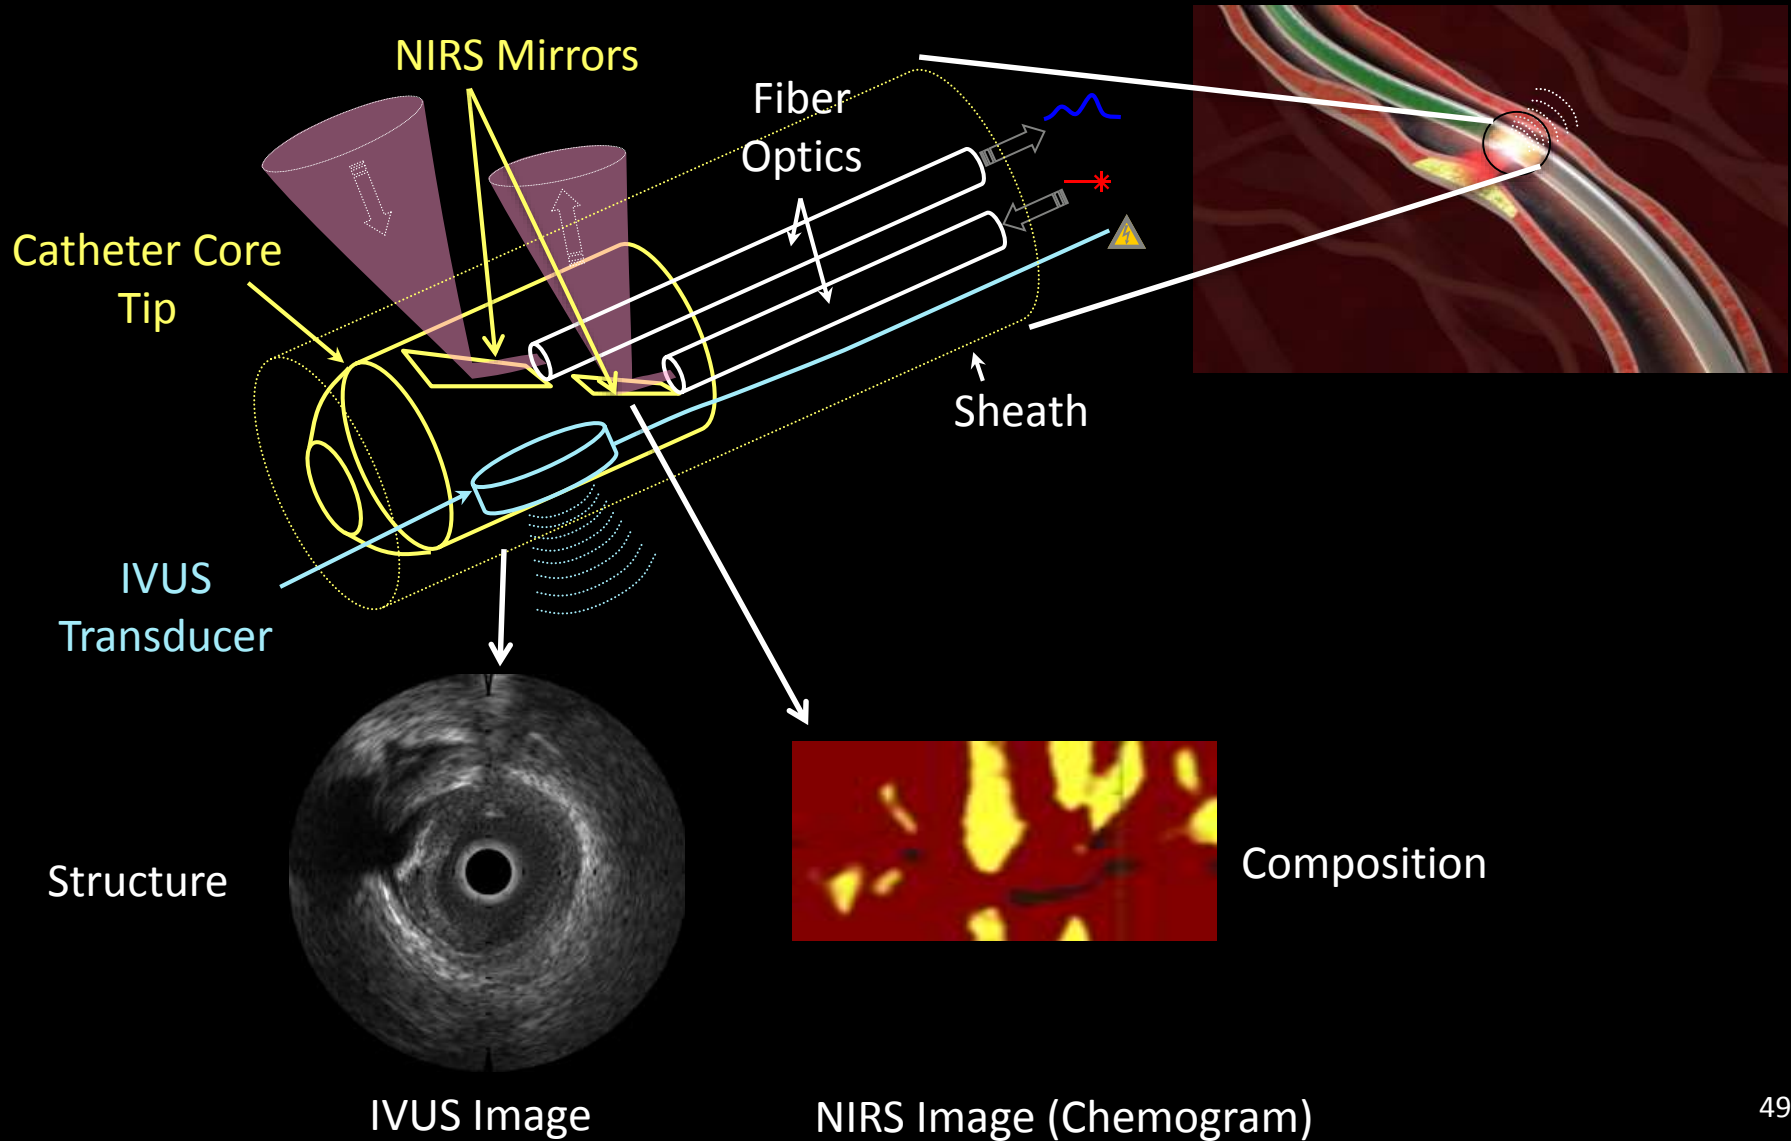 NIRS Mirrors
Fiber
Optics
Catheter Core
Tip
Sheath
IVUS
Transducer
Structure
Composition
IVUS Image
NIRS Image (Chemogram)
49